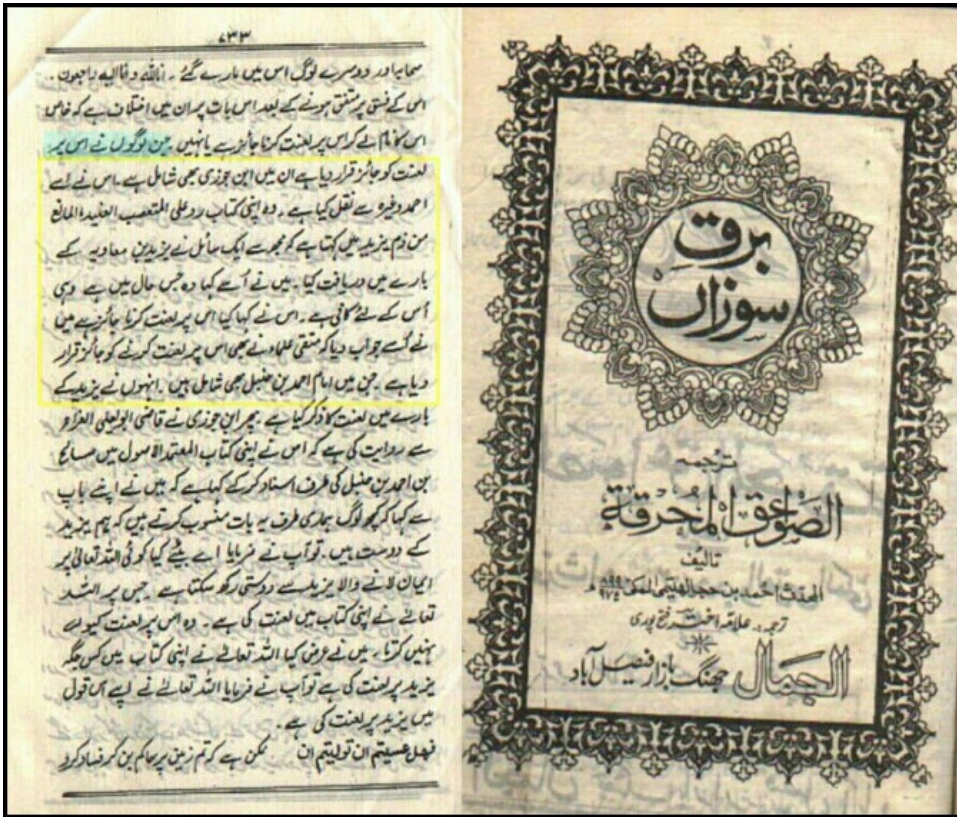 ۷۳۳
صحابہ اور دوسرے لوگ اس میں مارے گئے ۔ انا للہ و انا الیہ راجعون ۔
اس کے فسق پر متفق ہونے کے بعد اس بات پر ان میں اختلاف ہے کہ خاص
اس کا نام لے کر اس پر لعنت کرنا جائز ہے یا نہیں ۔ جن لوگوں نے اس پر
لعنت کو جائز قرار دیا ہے ان میں ابن جوزی بھی شامل ہے ۔ اس نے اسے
احمد وغیرہ سے نقل کیا ہے ۔ وہ اپنی کتاب رد علی المتعصب العنید المانع
من ذم یزید میں کہتا ہے کہ مجھ سے ایک سائل نے یزید بن معاویہ کے
بارے میں دریافت کیا ۔ میں نے اُسے کہا وہ جس حال میں ہے وہی
اُس کے لئے کافی ہے ۔ اس نے کہا کیا اس پر لعنت کرنا جائز ہے میں
نے اُسے جواب دیا کہ متقی علماء نے بھی اس پر لعنت کرنے کو جائز قرار
دیا ہے جن میں امام احمد بن حنبل بھی شامل ہیں ۔ انہوں نے یزید کے
بارے میں لعنت کا ذکر کیا ہے ۔ پھر ابن جوزی نے قاضی ابو یعلی الفراء
سے روایت کی ہے کہ اس نے اپنی کتاب المعتمد الاصول میں صالح
بن احمد بن حنبل کی طرف اسناد کر کے کہا ہے کہ میں نے اپنے باپ
سے کہا کہ کچھ لوگ ہماری طرف یہ بات منسوب کرتے ہیں کہ ہم یزید
کے دوست ہیں ۔ تو آپ نے فرمایا اے بیٹے کیا کوئی اللہ تعالیٰ پر
ایمان لانے والا یزید سے دوستی رکھ سکتا ہے جس پر اللہ
تعالٰے نے اپنی کتاب میں لعنت کی ہے ۔ وہ اس پر لعنت کیوں
نہیں کرتا ۔ میں نے عرض کیا اللہ تعالٰے نے اپنی کتاب میں کس جگہ
یزید پر لعنت کی ہے تو آپ نے فرمایا اللہ تعالٰے نے اپنے اس قول
میں یزید پر لعنت کی ہے ۔
فهل عسیتم ان تولیتم ان ممکن ہے کہ تم زمین پر حاکم بن کر فساد کرو
برق
سوزاں
ترجمہ
الصواعق المحرقة
تالیف
المحدث احمد بن حجر الهیتمی المکی
ترجمہ: علامہ اختر فتح پوری
الجمال جھنگ بازار فیصل آباد